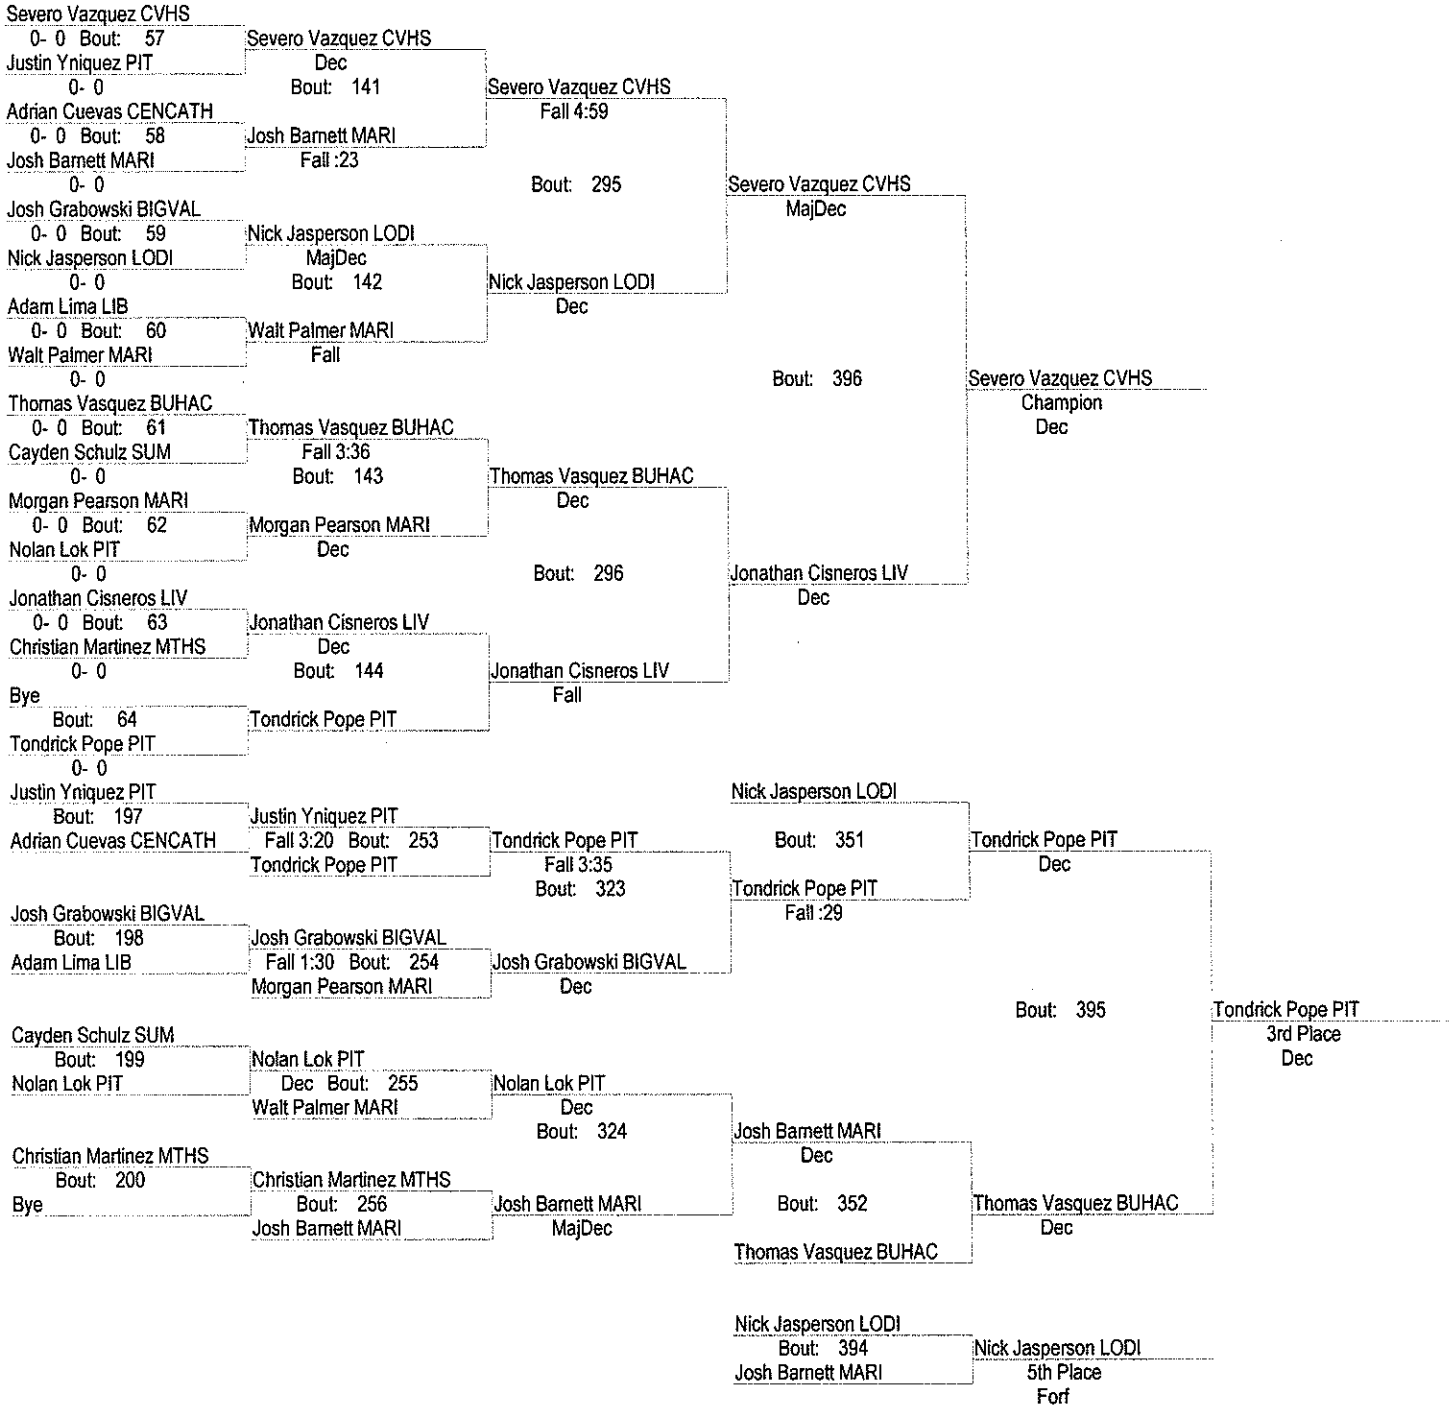 Severo Vazquez CVHS
0- 0 Bout: 57 Severo Vazquez CVHS
Justin Yniquez PIT Dec
0- 0 Bout: 141 Severo Vazquez CVHS
Adrian Cuevas CENCATH Fall 4:59
0- 0 Bout: 58 Josh Barnett MARI
Josh Barnett MARI Fall :23
0- 0 Bout: 295 Severo Vazquez CVHS
Josh Grabowski BIGVAL MajDec
0- 0 Bout: 59 Nick Jasperson LODI
Nick Jasperson LODI MajDec
0- 0 Bout: 142 Nick Jasperson LODI
Adam Lima LIB Dec
0- 0 Bout: 60 Walt Palmer MARI
Walt Palmer MARI Fall
0- 0 Bout: 396 Severo Vazquez CVHS
Thomas Vasquez BUHAC Champion
0- 0 Bout: 61 Thomas Vasquez BUHAC Dec
Cayden Schulz SUM Fall 3:36
0- 0 Bout: 143 Thomas Vasquez BUHAC
Morgan Pearson MARI Dec
0- 0 Bout: 62 Morgan Pearson MARI
Nolan Lok PIT Dec
0- 0 Bout: 296 Jonathan Cisneros LIV
Jonathan Cisneros LIV Dec
0- 0 Bout: 63 Jonathan Cisneros LIV
Christian Martinez MTHS Dec
0- 0 Bout: 144 Jonathan Cisneros LIV
Bye Fall
Bout: 64 Tondrick Pope PIT
Tondrick Pope PIT
0- 0
Justin Yniquez PIT Nick Jasperson LODI
Bout: 197 Justin Yniquez PIT
Adrian Cuevas CENCATH Fall 3:20 Bout: 253 Tondrick Pope PIT Bout: 351 Tondrick Pope PIT
Tondrick Pope PIT Fall 3:35 Dec
Bout: 323 Tondrick Pope PIT
Josh Grabowski BIGVAL Fall :29
Bout: 198 Josh Grabowski BIGVAL
Adam Lima LIB Fall 1:30 Bout: 254 Josh Grabowski BIGVAL
Morgan Pearson MARI Dec
Bout: 395 Tondrick Pope PIT
Cayden Schulz SUM 3rd Place
Bout: 199 Nolan Lok PIT Dec
Nolan Lok PIT Dec Bout: 255 Nolan Lok PIT
Walt Palmer MARI Dec
Bout: 324 Josh Barnett MARI
Christian Martinez MTHS Dec
Bout: 200 Christian Martinez MTHS
Bye Bout: 256 Josh Barnett MARI Bout: 352 Thomas Vasquez BUHAC
Josh Barnett MARI MajDec Dec
Thomas Vasquez BUHAC
Nick Jasperson LODI
Bout: 394 Nick Jasperson LODI
Josh Barnett MARI 5th Place
Forf